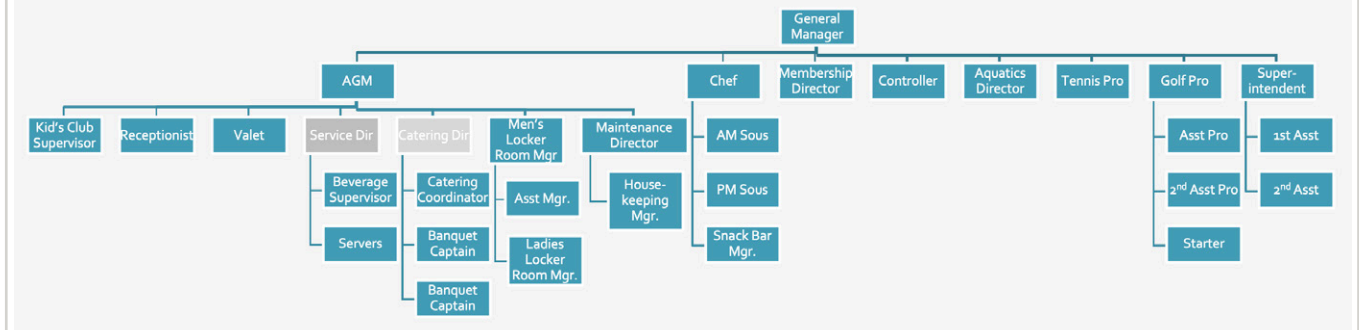 General
Manager
AGM
Chef
Membership
Director
Controller
Aquatics
Director
Tennis Pro
Golf Pro
Super-
intendent
Kid's Club
Supervisor
Receptionist
Valet
Service Dir
Catering Dir
Men's
Locker
Room Mgr
Maintenance
Director
AM Sous
Asst Pro
1st Asst
Beverage
Supervisor
Catering
Coordinator
Asst Mgr.
House-
keeping
Mgr.
PM Sous
2nd Asst Pro
2nd Asst
Servers
Banquet
Captain
Ladies
Locker
Room Mgr.
Snack Bar
Mgr.
Starter
Banquet
Captain